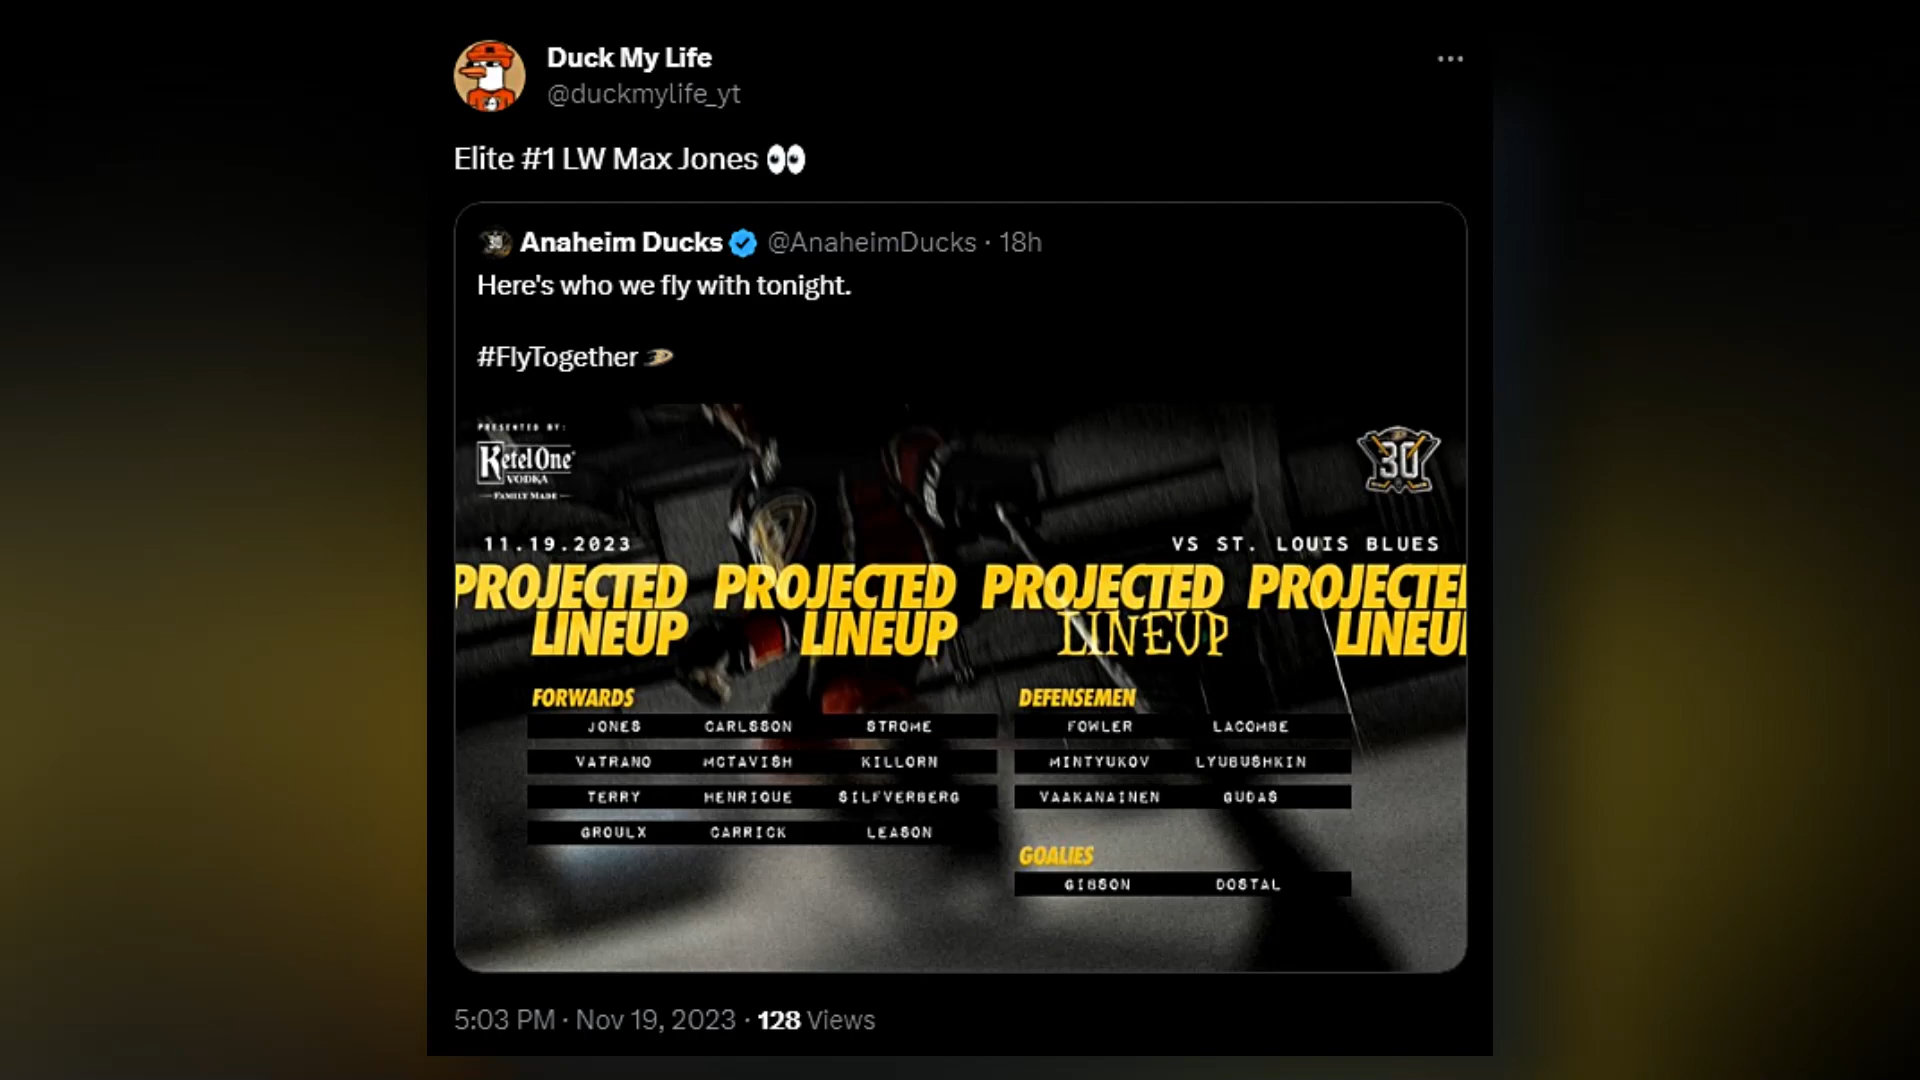 Duck My Life
@duckmylife_yt
Elite #1 LW Max Jones 👀
Anaheim Ducks @AnaheimDucks · 18h
Here's who we fly with tonight.
#FlyTogether
PRESENTED BY:
Ketel One
VODKA
FAMILY MADE
30
11.19.2023
VS ST. LOUIS BLUES
PROJECTED PROJECTED PROJECTED PROJECTE
LINEUP LINEUP LINEUP LINEU
FORWARDS
JONES CARLSSON STROME
VATRANO MCTAVISH KILLORN
TERRY HENRIQUE SILFVERBERG
GROULX CARRICK LEASON
DEFENSEMEN
FOWLER LACOMBE
MINTYUKOV LYUBUSHKIN
VAAKANAINEN GUDAS
GOALIES
GIBSON DOSTAL
5:03 PM · Nov 19, 2023 · 128 Views